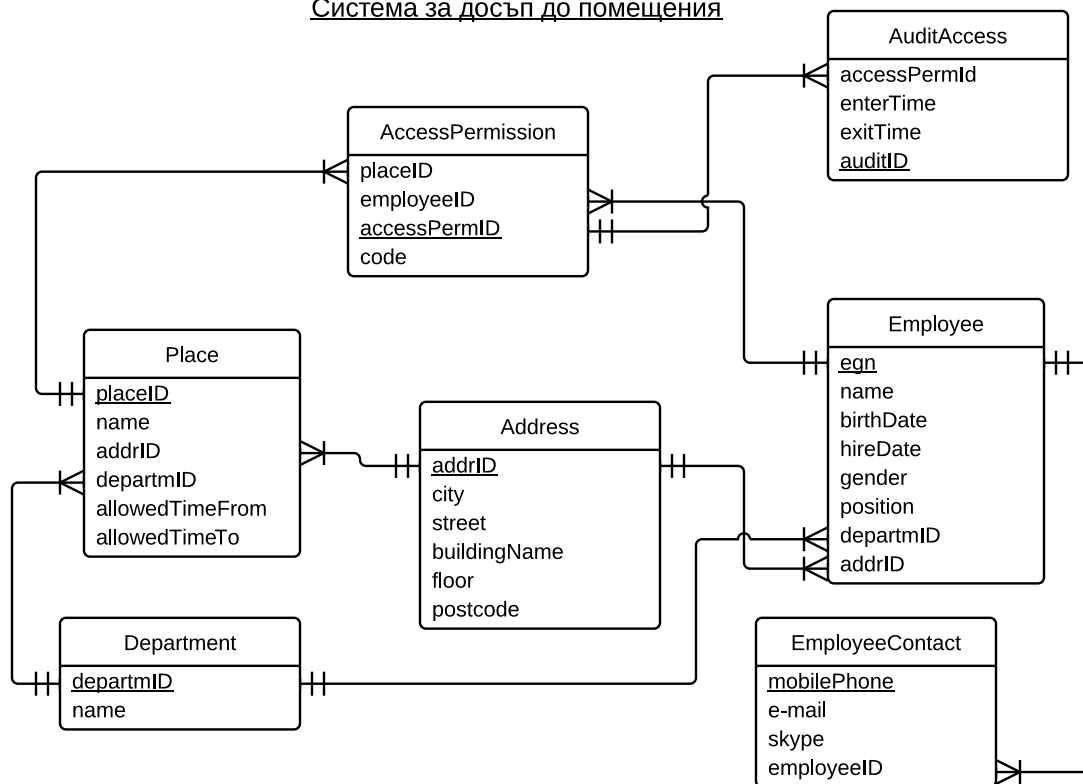 Система за досъп до помещения
AuditAccess
accessPermId
enterTime
exitTime
auditID
AccessPermission
placeID
employeeID
accessPermID
code
Employee
egn
name
birthDate
hireDate
gender
position
departmID
addrID
Place
placeID
name
addrID
departmID
allowedTimeFrom
allowedTimeTo
Address
addrID
city
street
buildingName
floor
postcode
Department
departmID
name
EmployeeContact
mobilePhone
e-mail
skype
employeeID